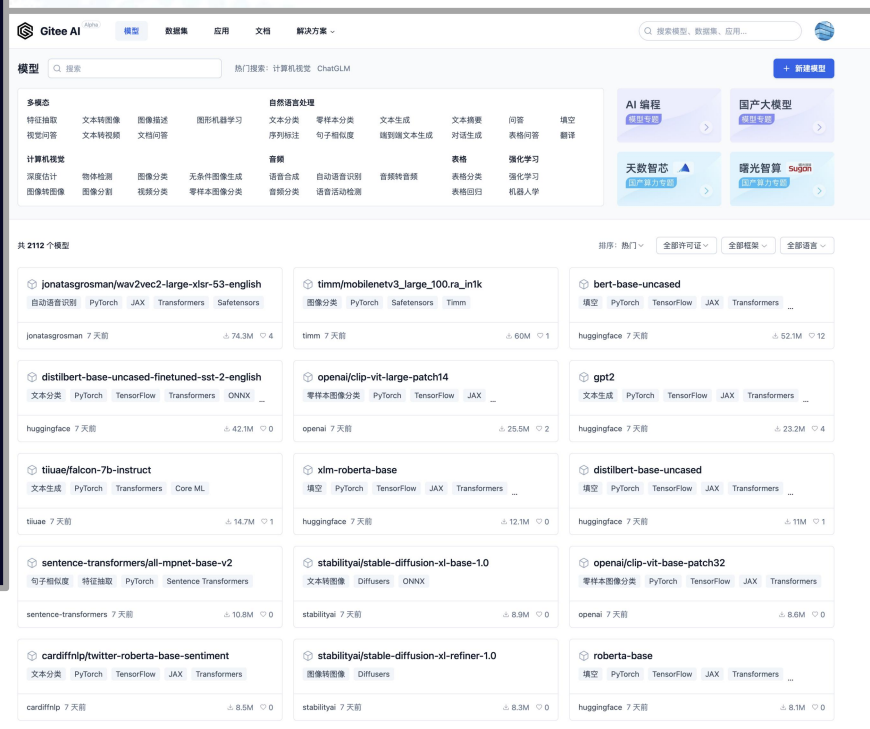 Gitee AI Alpha 模型 数据集 应用 文档 解决方案 搜索模型、数据集、应用...
模型 搜索 热门搜索: 计算机视觉 ChatGLM + 新建模型
多模态 自然语言处理
特征抽取 文本转图像 图像描述 图形机器学习 文本分类 零样本分类 文本生成 文本摘要 问答 填空
视觉问答 文本转视频 文档问答 序列标注 句子相似度 端到端文本生成 对话生成 表格问答 翻译
计算机视觉 音频 表格 强化学习
深度估计 物体检测 图像分类 无条件图像生成 语音合成 自动语音识别 音频转音频 表格分类 强化学习
图像转图像 图像分割 视频分类 零样本图像分类 音频分类 语音活动检测 表格回归 机器人学
AI 编程 国产大模型
模型专题 模型专题
天数智芯 曙光智算 Sugon
国产算力专题 国产算力专题
共 2112 个模型 排序: 热门 全部许可证 全部框架 全部语言
jonatasgrosman/wav2vec2-large-xlsr-53-english timm/mobilenetv3_large_100.ra_in1k bert-base-uncased
自动语音识别 PyTorch JAX Transformers Safetensors 图像分类 PyTorch Safetensors Timm 填空 PyTorch TensorFlow JAX Transformers ...
jonatasgrosman 7 天前 74.3M 4 timm 7 天前 60M 1 huggingface 7 天前 52.1M 12
distilbert-base-uncased-finetuned-sst-2-english openai/clip-vit-large-patch14 gpt2
文本分类 PyTorch TensorFlow Transformers ONNX ... 零样本图像分类 PyTorch TensorFlow JAX ... 文本生成 PyTorch TensorFlow JAX Transformers ...
huggingface 7 天前 42.1M 0 openai 7 天前 25.5M 2 huggingface 7 天前 23.2M 4
tiiuae/falcon-7b-instruct xlm-roberta-base distilbert-base-uncased
文本生成 PyTorch Transformers Core ML 填空 PyTorch TensorFlow JAX Transformers ... 填空 PyTorch TensorFlow JAX Transformers ...
tiiuae 7 天前 14.7M 1 huggingface 7 天前 12.1M 0 huggingface 7 天前 11M 1
sentence-transformers/all-mpnet-base-v2 stabilityai/stable-diffusion-xl-base-1.0 openai/clip-vit-base-patch32
句子相似度 特征抽取 PyTorch Sentence Transformers 文本转图像 Diffusers ONNX 零样本图像分类 PyTorch TensorFlow JAX Transformers
sentence-transformers 7 天前 10.8M 0 stabilityai 7 天前 8.9M 0 openai 7 天前 8.6M 0
cardiffnlp/twitter-roberta-base-sentiment stabilityai/stable-diffusion-xl-refiner-1.0 roberta-base
文本分类 PyTorch TensorFlow JAX Transformers 图像转图像 Diffusers 填空 PyTorch TensorFlow JAX Transformers ...
cardiffnlp 7 天前 8.5M 0 stabilityai 7 天前 8.3M 0 huggingface 7 天前 8.1M 0